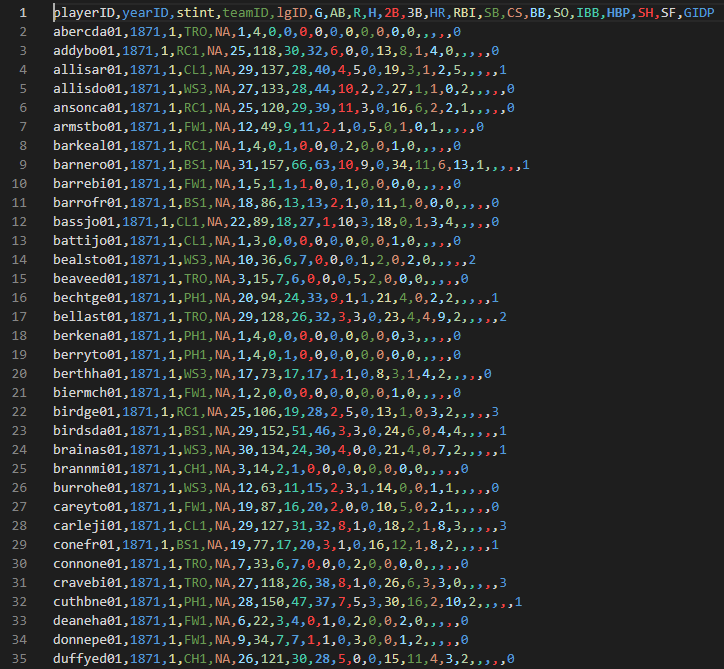 1 playerID,yearID,stint,teamID,lgID,G,AB,R,H,2B,3B,HR,RBI,SB,CS,BB,SO,IBB,HBP,SH,SF,GIDP
2 abercda01,1871,1,TRO,NA,1,4,0,0,0,0,0,0,0,0,0,0,,,,,0
3 addybo01,1871,1,RC1,NA,25,118,30,32,6,0,0,13,8,1,4,0,,,,,0
4 allisar01,1871,1,CL1,NA,29,137,28,40,4,5,0,19,3,1,2,5,,,,,1
5 allisdo01,1871,1,WS3,NA,27,133,28,44,10,2,2,27,1,1,0,2,,,,,0
6 ansonca01,1871,1,RC1,NA,25,120,29,39,11,3,0,16,6,2,2,1,,,,,0
7 armstbo01,1871,1,FW1,NA,12,49,9,11,2,1,0,5,0,1,0,1,,,,,0
8 barkeal01,1871,1,RC1,NA,1,4,0,1,0,0,0,2,0,0,1,0,,,,,0
9 barnero01,1871,1,BS1,NA,31,157,66,63,10,9,0,34,11,6,13,1,,,,,1
10 barrebi01,1871,1,FW1,NA,1,5,1,1,1,0,0,1,0,0,0,0,,,,,0
11 barrofr01,1871,1,BS1,NA,18,86,13,13,2,1,0,11,1,0,0,0,,,,,0
12 bassjo01,1871,1,CL1,NA,22,89,18,27,1,10,3,18,0,1,3,4,,,,,0
13 battijo01,1871,1,CL1,NA,1,3,0,0,0,0,0,0,0,0,1,0,,,,,0
14 bealsto01,1871,1,WS3,NA,10,36,6,7,0,0,0,1,2,0,2,0,,,,,2
15 beaveed01,1871,1,TRO,NA,3,15,7,6,0,0,0,5,2,0,0,0,,,,,0
16 bechtge01,1871,1,PH1,NA,20,94,24,33,9,1,1,21,4,0,2,2,,,,,1
17 bellast01,1871,1,TRO,NA,29,128,26,32,3,3,0,23,4,4,9,2,,,,,2
18 berkena01,1871,1,PH1,NA,1,4,0,0,0,0,0,0,0,0,0,3,,,,,0
19 berryto01,1871,1,PH1,NA,1,4,0,1,0,0,0,0,0,0,0,0,,,,,0
20 berthha01,1871,1,WS3,NA,17,73,17,17,1,1,0,8,3,1,4,2,,,,,0
21 biermch01,1871,1,FW1,NA,1,2,0,0,0,0,0,0,0,0,1,0,,,,,0
22 birdge01,1871,1,RC1,NA,25,106,19,28,2,5,0,13,1,0,3,2,,,,,3
23 birdsda01,1871,1,BS1,NA,29,152,51,46,3,3,0,24,6,0,4,4,,,,,1
24 brainas01,1871,1,WS3,NA,30,134,24,30,4,0,0,21,4,0,7,2,,,,,1
25 brannmi01,1871,1,CH1,NA,3,14,2,1,0,0,0,0,0,0,0,0,,,,,0
26 burrohe01,1871,1,WS3,NA,12,63,11,15,2,3,1,14,0,0,1,1,,,,,0
27 careyto01,1871,1,FW1,NA,19,87,16,20,2,0,0,10,5,0,2,1,,,,,0
28 carleji01,1871,1,CL1,NA,29,127,31,32,8,1,0,18,2,1,8,3,,,,,3
29 conefr01,1871,1,BS1,NA,19,77,17,20,3,1,0,16,12,1,8,2,,,,,1
30 connone01,1871,1,TRO,NA,7,33,6,7,0,0,0,2,0,0,0,0,,,,,0
31 cravebi01,1871,1,TRO,NA,27,118,26,38,8,1,0,26,6,3,3,0,,,,,3
32 cuthbne01,1871,1,PH1,NA,28,150,47,37,7,5,3,30,16,2,10,2,,,,,1
33 deaneha01,1871,1,FW1,NA,6,22,3,4,0,1,0,2,0,0,2,0,,,,,0
34 donnepe01,1871,1,FW1,NA,9,34,7,7,1,1,0,3,0,0,1,2,,,,,0
35 duffyed01,1871,1,CH1,NA,26,121,30,28,5,0,0,15,11,4,3,2,,,,,0